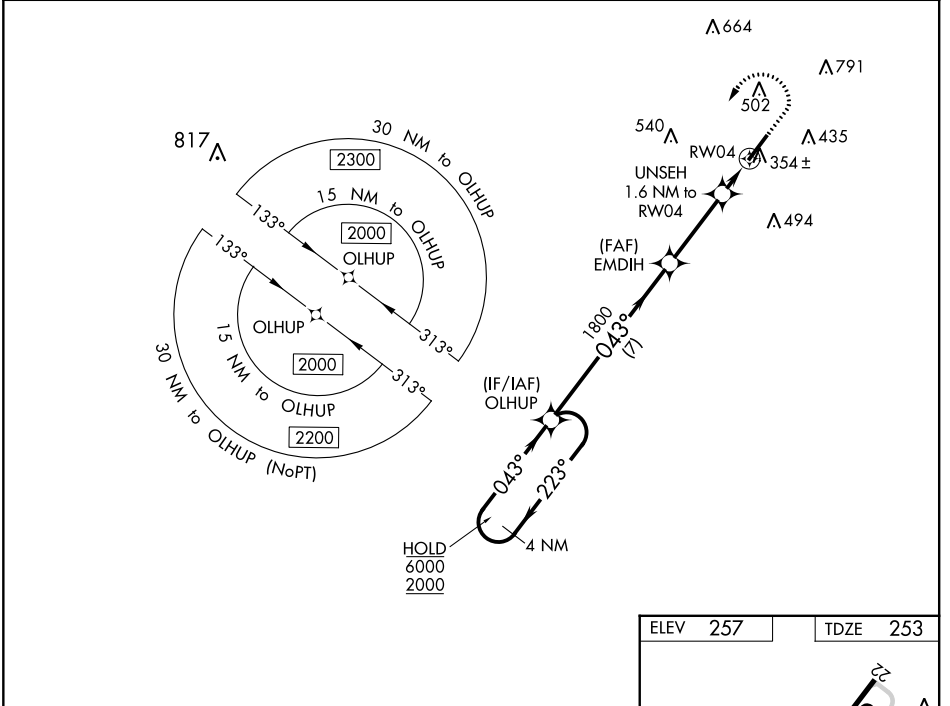 664
791
502
817
30 NM to OLHUP
2300
540
435
RW04
354 ±
UNSEH
1.6 NM to
RW04
133°
15 NM to OLHUP
2000
OLHUP
494
133°
(FAF)
EMDIH
OLHUP
313°
1800
043°
(7)
2000
15 NM to OLHUP
313°
(IF/IAF)
OLHUP
2200
30 NM to OLHUP (NoPT)
043°
223°
HOLD
6000
2000
4 NM
ELEV 257
TDZE 253
22